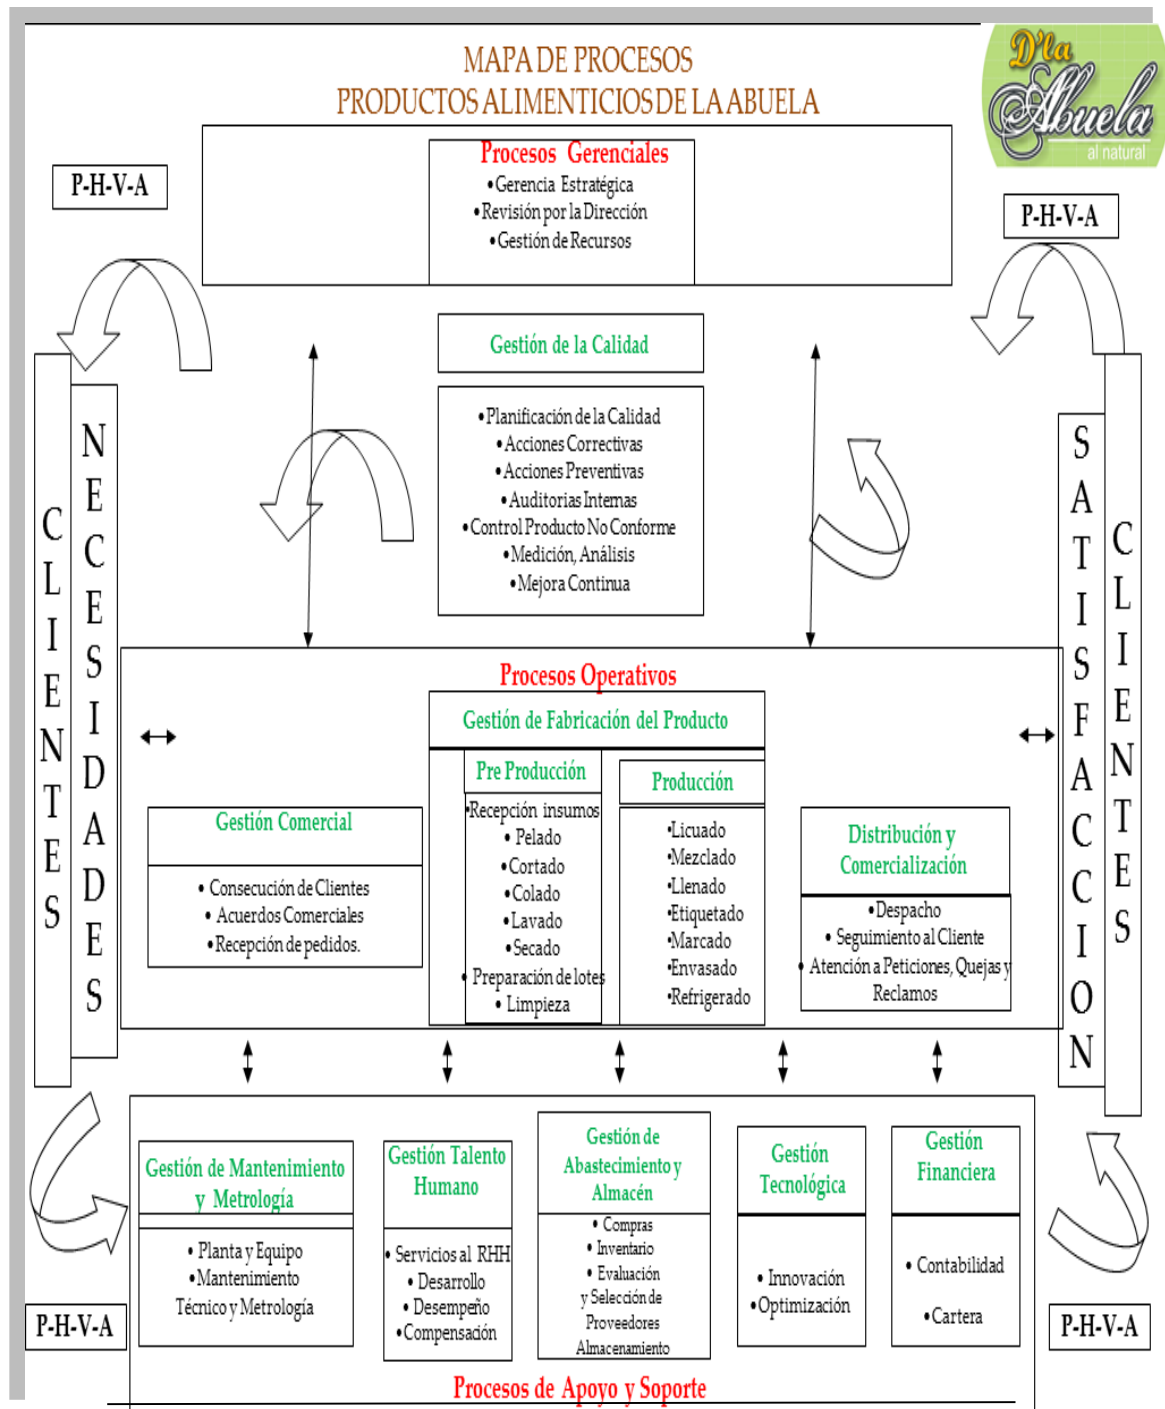 MAPA DE PROCESOS
PRODUCTOS ALIMENTICIOS DE LA ABUELA
D'la
Abuela
al natural
P-H-V-A
Procesos Gerenciales
•Gerencia Estratégica
•Revisión por la Dirección
•Gestión de Recursos
P-H-V-A
Gestión de la Calidad
•Planificación de la Calidad
•Acciones Correctivas
•Acciones Preventivas
•Auditorias Internas
•Control Producto No Conforme
•Medición, Análisis
•Mejora Continua
CLIENTES
NECESIDADES
SATISFACCION
CLIENTES
Procesos Operativos
Gestión de Fabricación del Producto
Gestión Comercial
• Consecución de Clientes
• Acuerdos Comerciales
•Recepción de pedidos.
Pre Producción
•Recepción insumos
• Pelado
• Cortado
• Colado
• Lavado
• Secado
• Preparación de lotes
• Limpieza
Producción
•Licuado
•Mezclado
•Llenado
•Etiquetado
•Marcado
•Envasado
•Refrigerado
Distribución y
Comercialización
• Despacho
• Seguimiento al Cliente
• Atención a Peticiones, Quejas y
Reclamos
Gestión de Mantenimiento
y Metrología
• Planta y Equipo
•Mantenimiento
Técnico y Metrología
Gestión Talento
Humano
• Servicios al RHH
• Desarrollo
• Desempeño
•Compensación
Gestión de
Abastecimiento y
Almacén
• Compras
• Inventario
• Evaluación
y Selección de
Proveedores
Almacenamiento
Gestión
Tecnológica
• Innovación
•Optimización
Gestión
Financiera
• Contabilidad
• Cartera
P-H-V-A
P-H-V-A
Procesos de Apoyo y Soporte